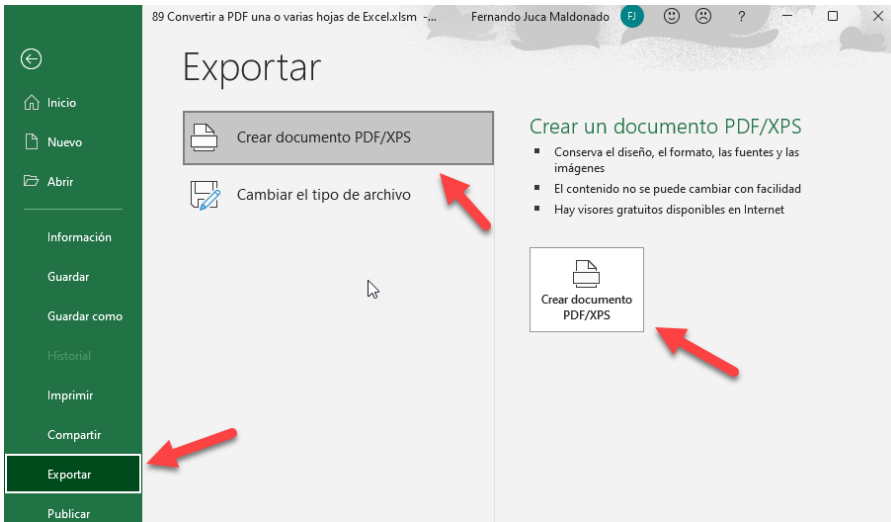 89 Convertir a PDF una o varias hojas de Excel.xlsm -...
Fernando Juca Maldonado
FJ
?
Exportar
Inicio
Nuevo
Abrir
Información
Guardar
Guardar como
Historial
Imprimir
Compartir
Exportar
Publicar
Crear documento PDF/XPS
Cambiar el tipo de archivo
Crear un documento PDF/XPS
Conserva el diseño, el formato, las fuentes y las
imágenes
El contenido no se puede cambiar con facilidad
Hay visores gratuitos disponibles en Internet
Crear documento
PDF/XPS